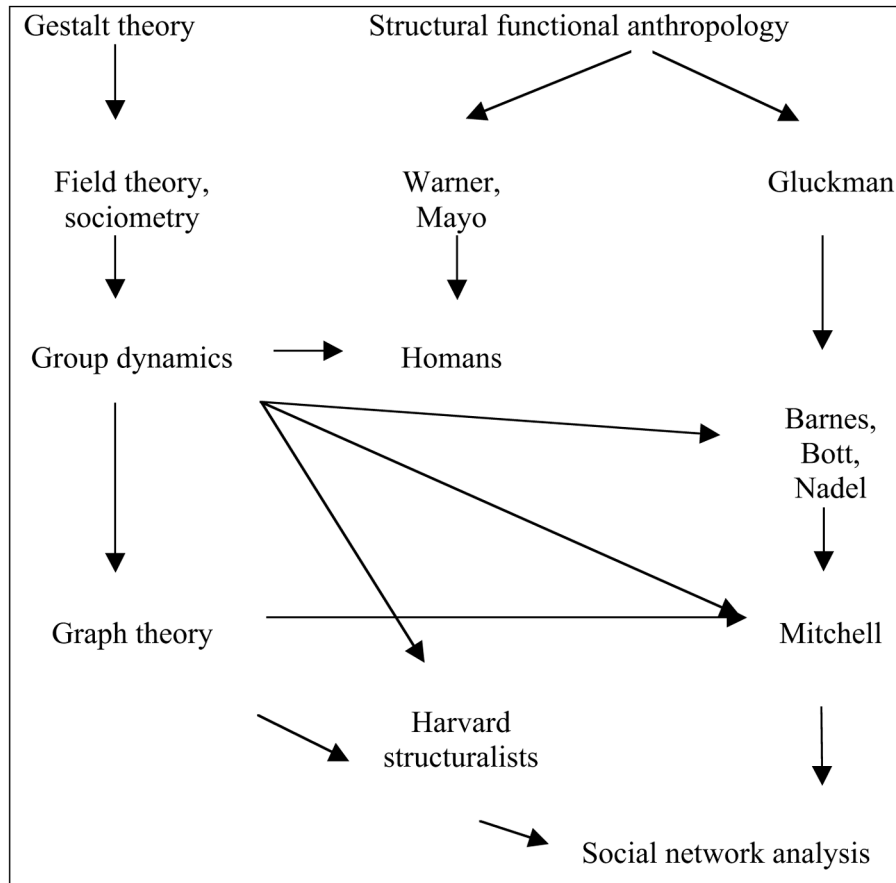 Gestalt theory
Structural functional anthropology
Field theory,
sociometry
Warner,
Mayo
Gluckman
Group dynamics
Homans
Barnes,
Bott,
Nadel
Graph theory
Mitchell
Harvard
structuralists
Social network analysis